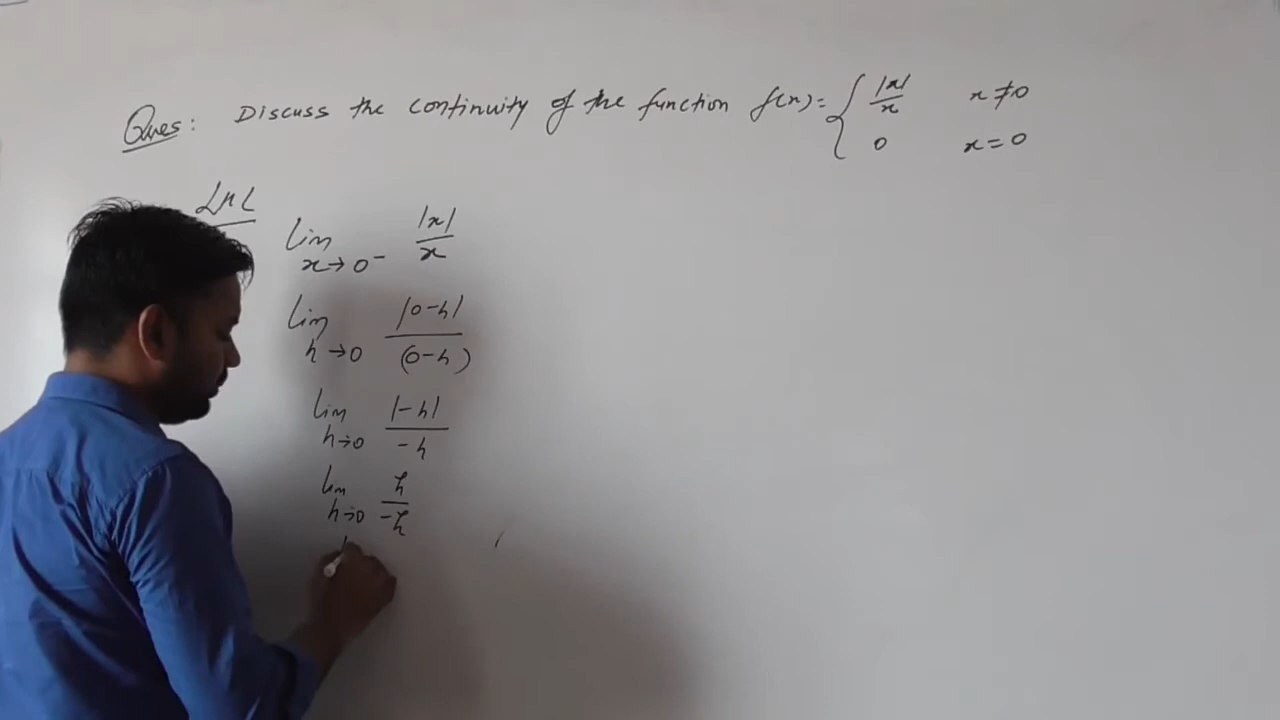 Ques: Discuss the continuity of the function f(x) = { |x|/x x ≠ 0
0 x = 0
LHL
lim x→0⁻ |x|/x
lim h→0 |0-h|/(0-h)
lim h→0 |-h|/-h
lim h→0 h/-h